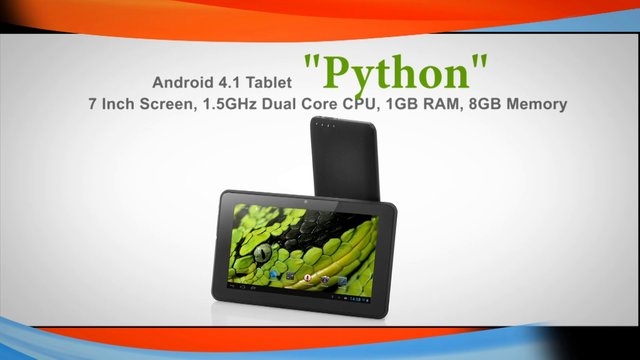 Android 4.1 Tablet "Python"
7 Inch Screen, 1.5GHz Dual Core CPU, 1GB RAM, 8GB Memory